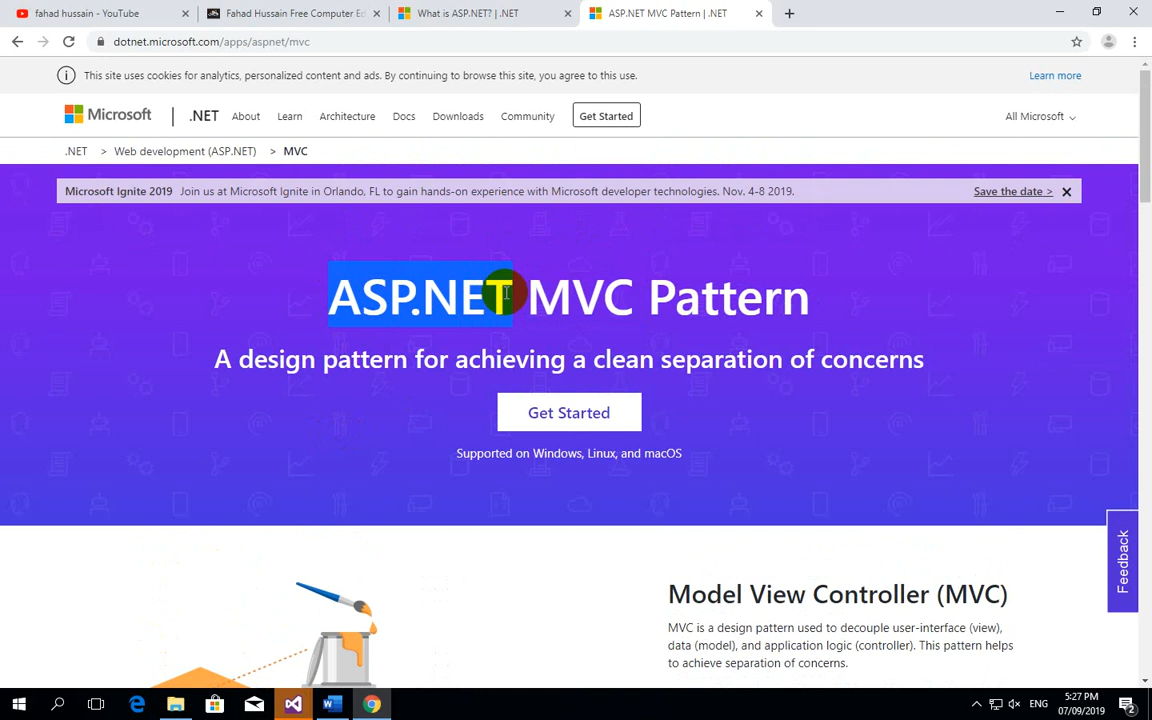 fahad hussain - YouTube
Fahad Hussain Free Computer Ed
What is ASP.NET? | .NET
ASP.NET MVC Pattern | .NET
dotnet.microsoft.com/apps/aspnet/mvc
This site uses cookies for analytics, personalized content and ads. By continuing to browse this site, you agree to this use.
Learn more
Microsoft
.NET
About
Learn
Architecture
Docs
Downloads
Community
Get Started
All Microsoft
.NET > Web development (ASP.NET) > MVC
Microsoft Ignite 2019 Join us at Microsoft Ignite in Orlando, FL to gain hands-on experience with Microsoft developer technologies. Nov. 4-8 2019.
Save the date >
ASP.NET MVC Pattern
A design pattern for achieving a clean separation of concerns
Get Started
Supported on Windows, Linux, and macOS
Feedback
Model View Controller (MVC)
MVC is a design pattern used to decouple user-interface (view),
data (model), and application logic (controller). This pattern helps
to achieve separation of concerns.
ENG
5:27 PM
07/09/2019
2